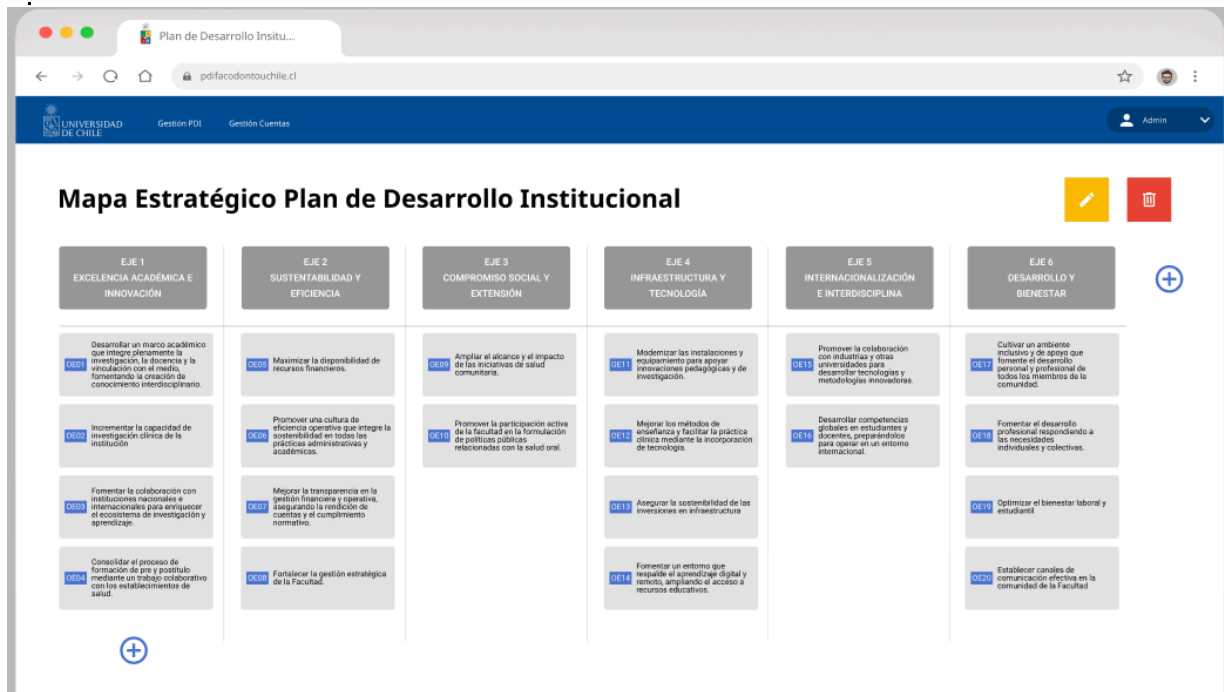 Plan de Desarrollo Insitu...
pdifacodontouchile.cl
UNIVERSIDAD
DE CHILE
Gestión PDI
Gestión Cuentas
Admin
Mapa Estratégico Plan de Desarrollo Institucional
EJE 1
EXCELENCIA ACADÉMICA E
INNOVACIÓN
EJE 2
SUSTENTABILIDAD Y
EFICIENCIA
EJE 3
COMPROMISO SOCIAL Y
EXTENSIÓN
EJE 4
INFRAESTRUCTURA Y
TECNOLOGÍA
EJE 5
INTERNACIONALIZACIÓN
E INTERDISCIPLINA
EJE 6
DESARROLLO Y
BIENESTAR
OE01
Desarrollar un marco académico
que integre plenamente la
investigación, la docencia y la
vinculación con el medio,
fomentando la creación de
conocimiento interdisciplinario.
OE02
Incrementar la capacidad de
investigación clínica de la
institución
OE03
Fomentar la colaboración con
instituciones nacionales e
internacionales para enriquecer
el ecosistema de investigación y
aprendizaje.
OE04
Consolidar el proceso de
formación de pre y postítulo
mediante un trabajo colaborativo
con los establecimientos de
salud.
OE05
Maximizar la disponibilidad de
recursos financieros.
OE06
Promover una cultura de
eficiencia operativa que integre la
sostenibilidad en todas las
prácticas administrativas y
académicas.
OE07
Mejorar la transparencia en la
gestión financiera y operativa,
asegurando la rendición de
cuentas y el cumplimiento
normativo.
OE08
Fortalecer la gestión estratégica
de la Facultad.
OE09
Ampliar el alcance y el impacto
de las iniciativas de salud
comunitaria.
OE10
Promover la participación activa
de la facultad en la formulación
de políticas públicas
relacionadas con la salud oral.
OE11
Modernizar las instalaciones y
equipamiento para apoyar
innovaciones pedagógicas y de
investigación.
OE12
Mejorar los métodos de
enseñanza y facilitar la práctica
clínica mediante la incorporación
de tecnología.
OE13
Asegurar la sostenibilidad de las
inversiones en infraestructura
OE14
Fomentar un entorno que
respalde el aprendizaje digital y
remoto, ampliando el acceso a
recursos educativos.
OE15
Promover la colaboración
con industrias y otras
universidades para
desarrollar tecnologías y
metodologías innovadoras.
OE16
Desarrollar competencias
globales en estudiantes y
docentes, preparándolos
para operar en un entorno
internacional.
OE17
Cultivar un ambiente
inclusivo y de apoyo que
fomente el desarrollo
personal y profesional de
todos los miembros de la
comunidad.
OE18
Fomentar el desarrollo
profesional respondiendo a
las necesidades
individuales y colectivas.
OE19
Optimizar el bienestar laboral y
estudiantil
OE20
Establecer canales de
comunicación efectiva en la
comunidad de la Facultad